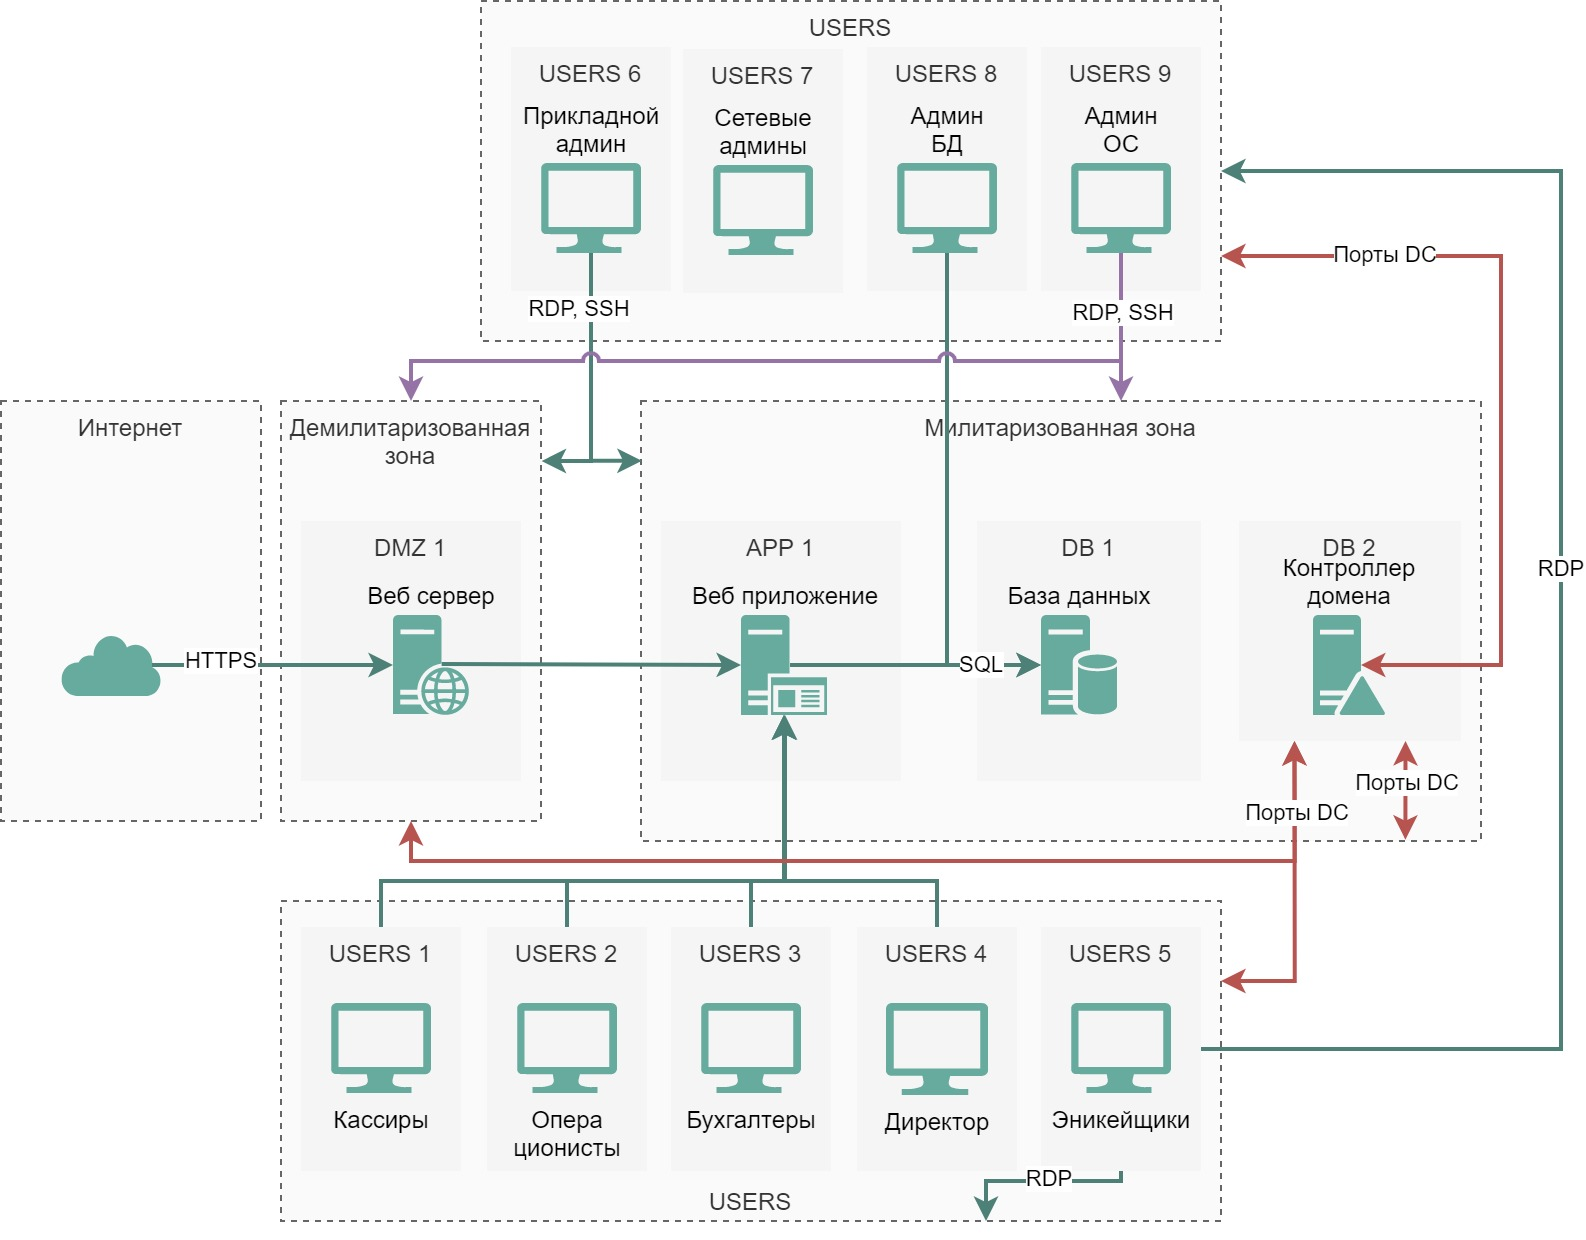 USERS
USERS 6
USERS 7
USERS 8
USERS 9
Прикладной
админ
Сетевые
админы
Админ
БД
Админ
ОС
Порты DC
RDP, SSH
RDP, SSH
Интернет
Демилитаризованная
зона
Милитаризованная зона
DMZ 1
APP 1
DB 1
DB 2
Веб сервер
Веб приложение
База данных
Контроллер
домена
RDP
HTTPS
SQL
Порты DC
Порты DC
USERS 1
USERS 2
USERS 3
USERS 4
USERS 5
Кассиры
Опера
ционисты
Бухгалтеры
Директор
Эникейщики
RDP
USERS